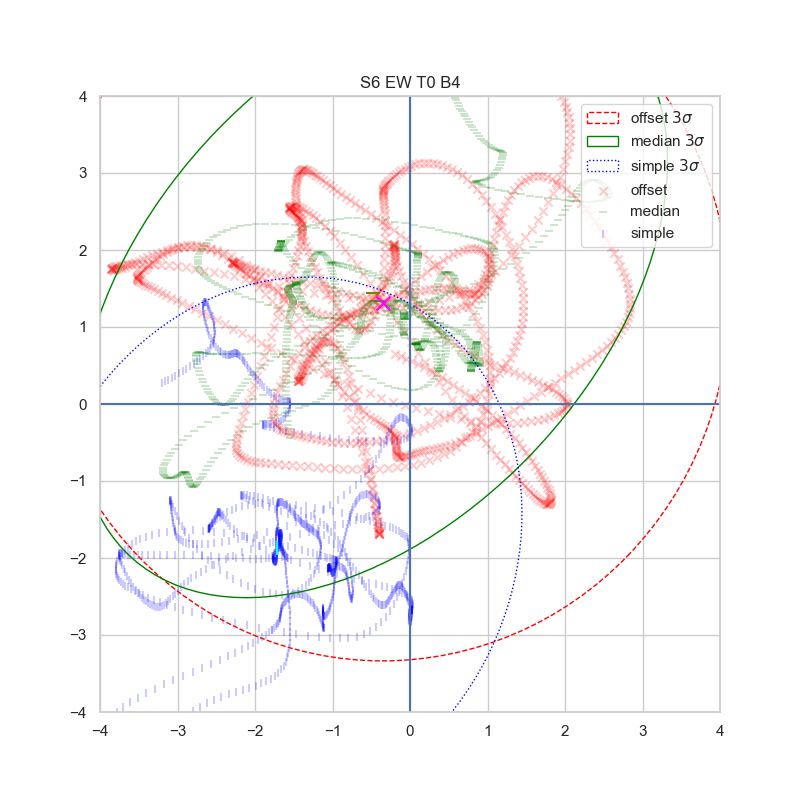 S6 EW T0 B4
4
3
2
1
0
−1
−2
−3
−4
−4 −3 −2 −1 0 1 2 3 4
offset 3σ
median 3σ
simple 3σ
offset
median
simple